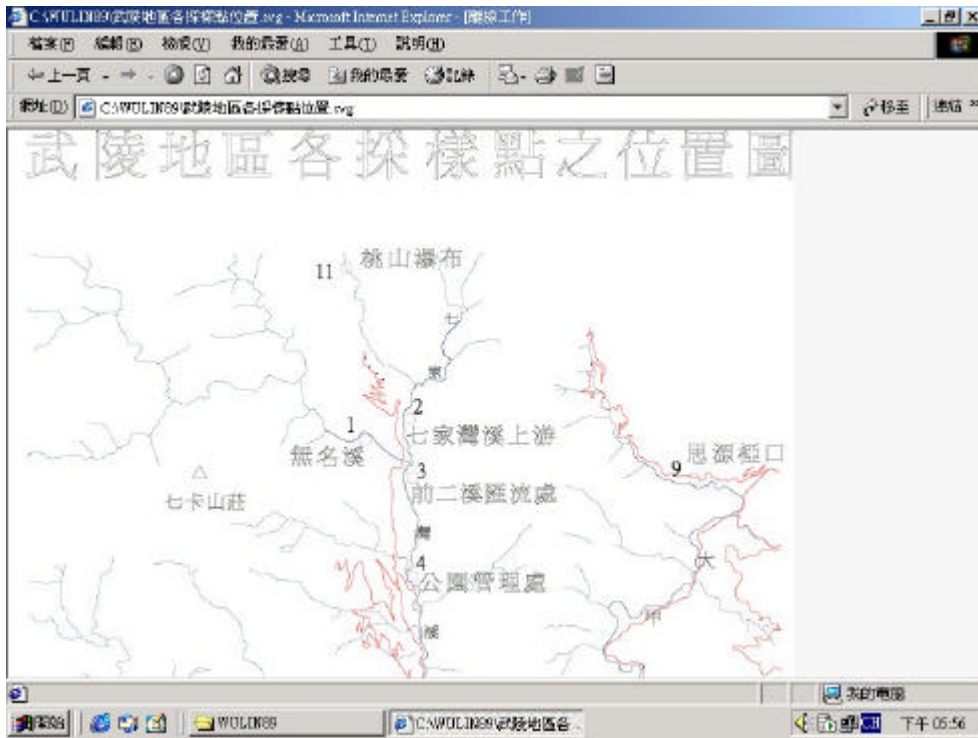 C:\WULIN89\武陵地區各採樣點位置.svg - Microsoft Internet Explorer - [離線工作]
檔案(F) 編輯(E) 檢視(V) 我的最愛(A) 工具(T) 說明(H)
上一頁 搜尋 我的最愛 記錄
網址(D) C:\WULIN89\武陵地區各採樣點位置.svg 移至 連結 »
武陵地區各採樣點之位置圖
11 桃山瀑布
七
家
2
1 七家灣溪上游
無名溪 思源埡口
3 9
前二溪匯流處
七卡山莊
灣
4 大
公園管理處
甲
溪
我的電腦
開始 WULIN89 C:\WULIN89\武陵地區各... CH 下午 05:56